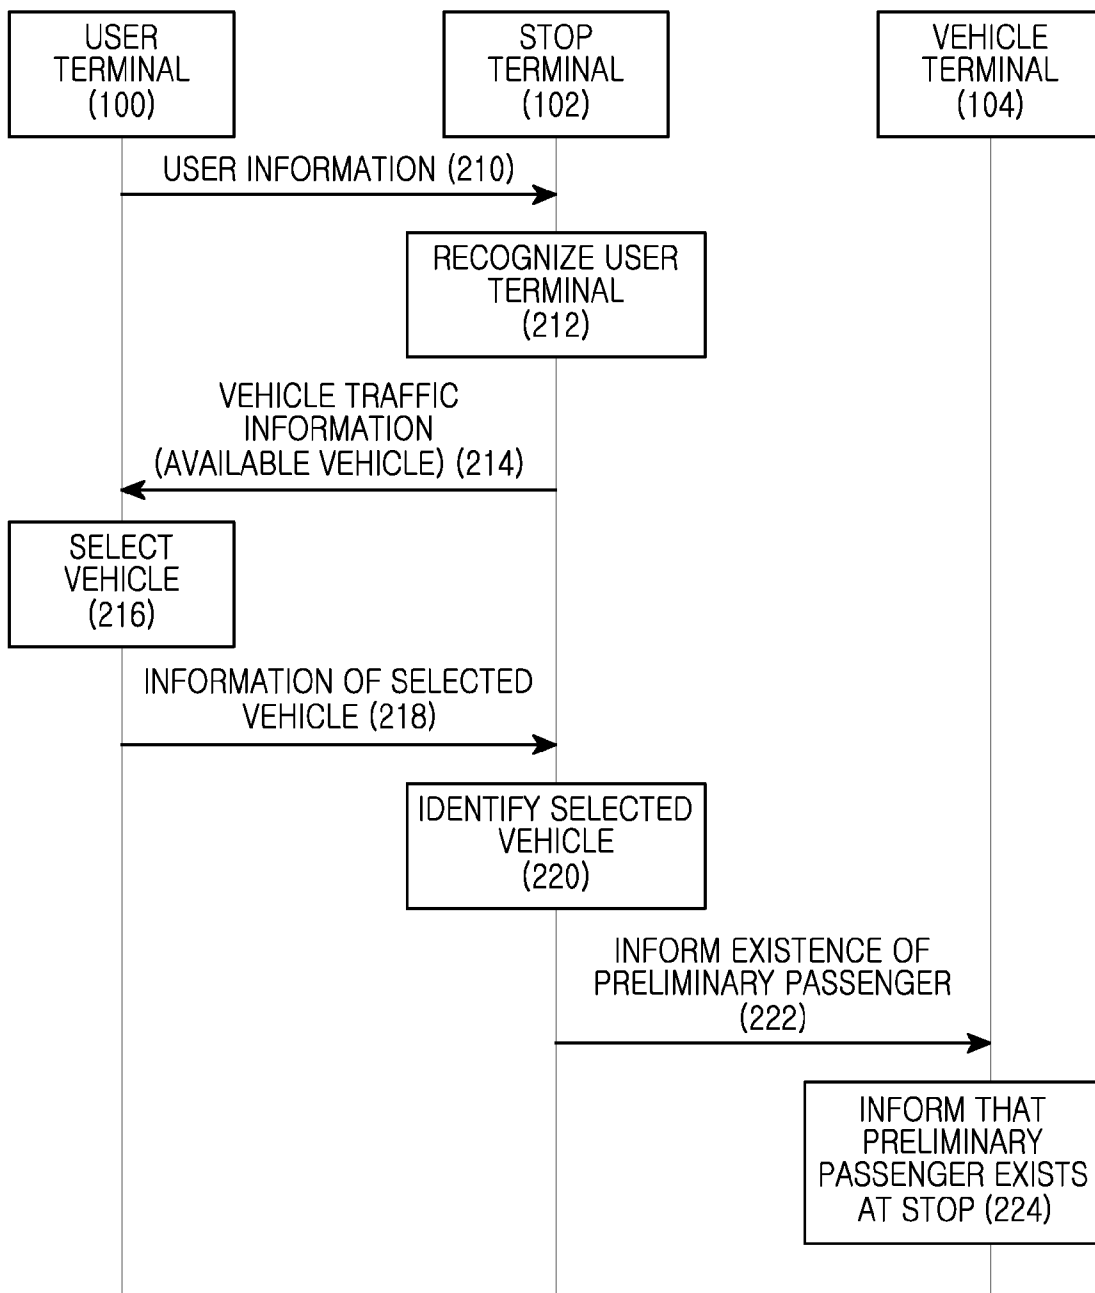 USER
TERMINAL
(100)
STOP
TERMINAL
(102)
VEHICLE
TERMINAL
(104)
USER INFORMATION (210)
RECOGNIZE USER
TERMINAL
(212)
VEHICLE TRAFFIC
INFORMATION
(AVAILABLE VEHICLE) (214)
SELECT
VEHICLE
(216)
INFORMATION OF SELECTED
VEHICLE (218)
IDENTIFY SELECTED
VEHICLE
(220)
INFORM EXISTENCE OF
PRELIMINARY PASSENGER
(222)
INFORM THAT
PRELIMINARY
PASSENGER EXISTS
AT STOP (224)